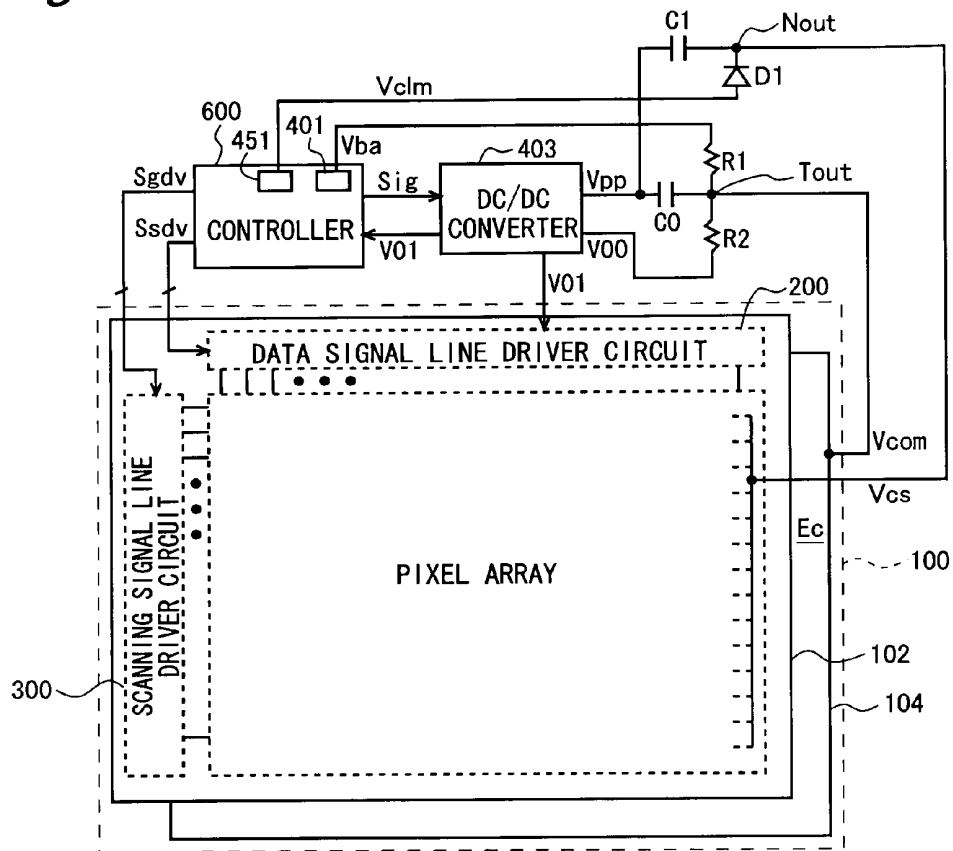 C1
Nout
Vclm
D1
600
451
401
Vba
403
R1
Sgdv
Sig
Vpp
Tout
DC/DC
CONVERTER
Ssdv
CONTROLLER
C0
V01
V00
R2
V01
200
DATA SIGNAL LINE DRIVER CIRCUIT
Vcom
Vcs
SCANNING SIGNAL LINE
DRIVER CIRCUIT
Ec
PIXEL ARRAY
100
102
300
104